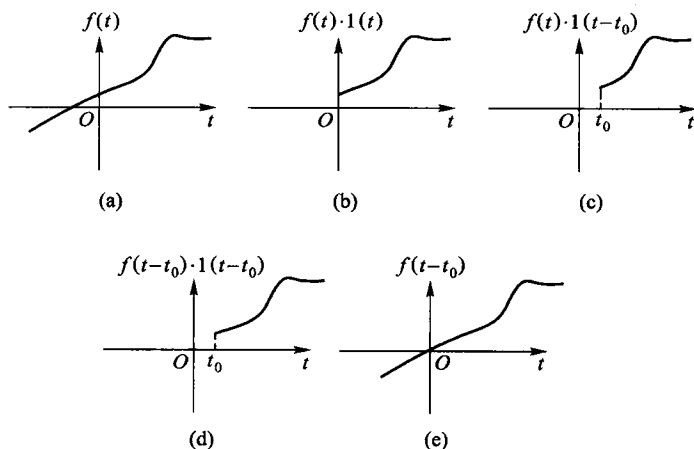 f(t)
O
t
(a)
f(t)·1(t)
O
t
(b)
f(t)·1(t−t₀)
O
t₀
t
(c)
f(t−t₀)·1(t−t₀)
O
t₀
t
(d)
f(t−t₀)
O
t
(e)